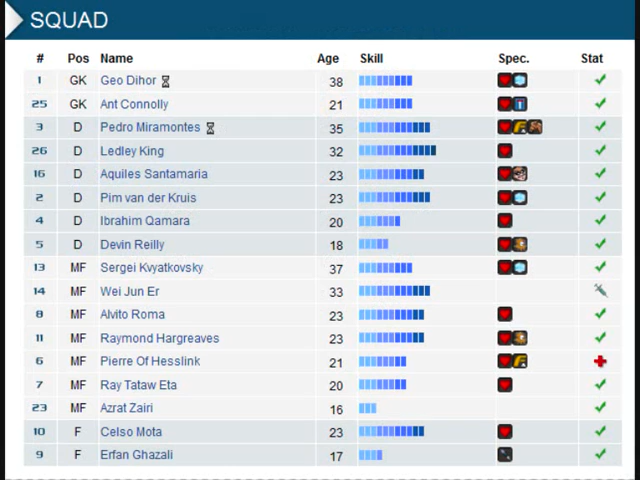 SQUAD
# Pos Name Age Skill Spec. Stat
1 GK Geo Dihor 38
25 GK Ant Connolly 21
3 D Pedro Miramontes 35
26 D Ledley King 32
16 D Aquiles Santamaria 23
2 D Pim van der Kruis 23
4 D Ibrahim Qamara 20
5 D Devin Reilly 18
13 MF Sergei Kvyatkovsky 37
14 MF Wei Jun Er 33
8 MF Alvito Roma 23
11 MF Raymond Hargreaves 23
6 MF Pierre Of Hesslink 21
7 MF Ray Tataw Eta 20
23 MF Azrat Zairi 16
10 F Celso Mota 23
9 F Erfan Ghazali 17